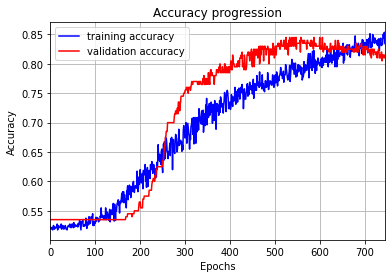 Accuracy progression
training accuracy
validation accuracy
0.85
0.80
0.75
0.70
0.65
0.60
0.55
Accuracy
0 100 200 300 400 500 600 700
Epochs